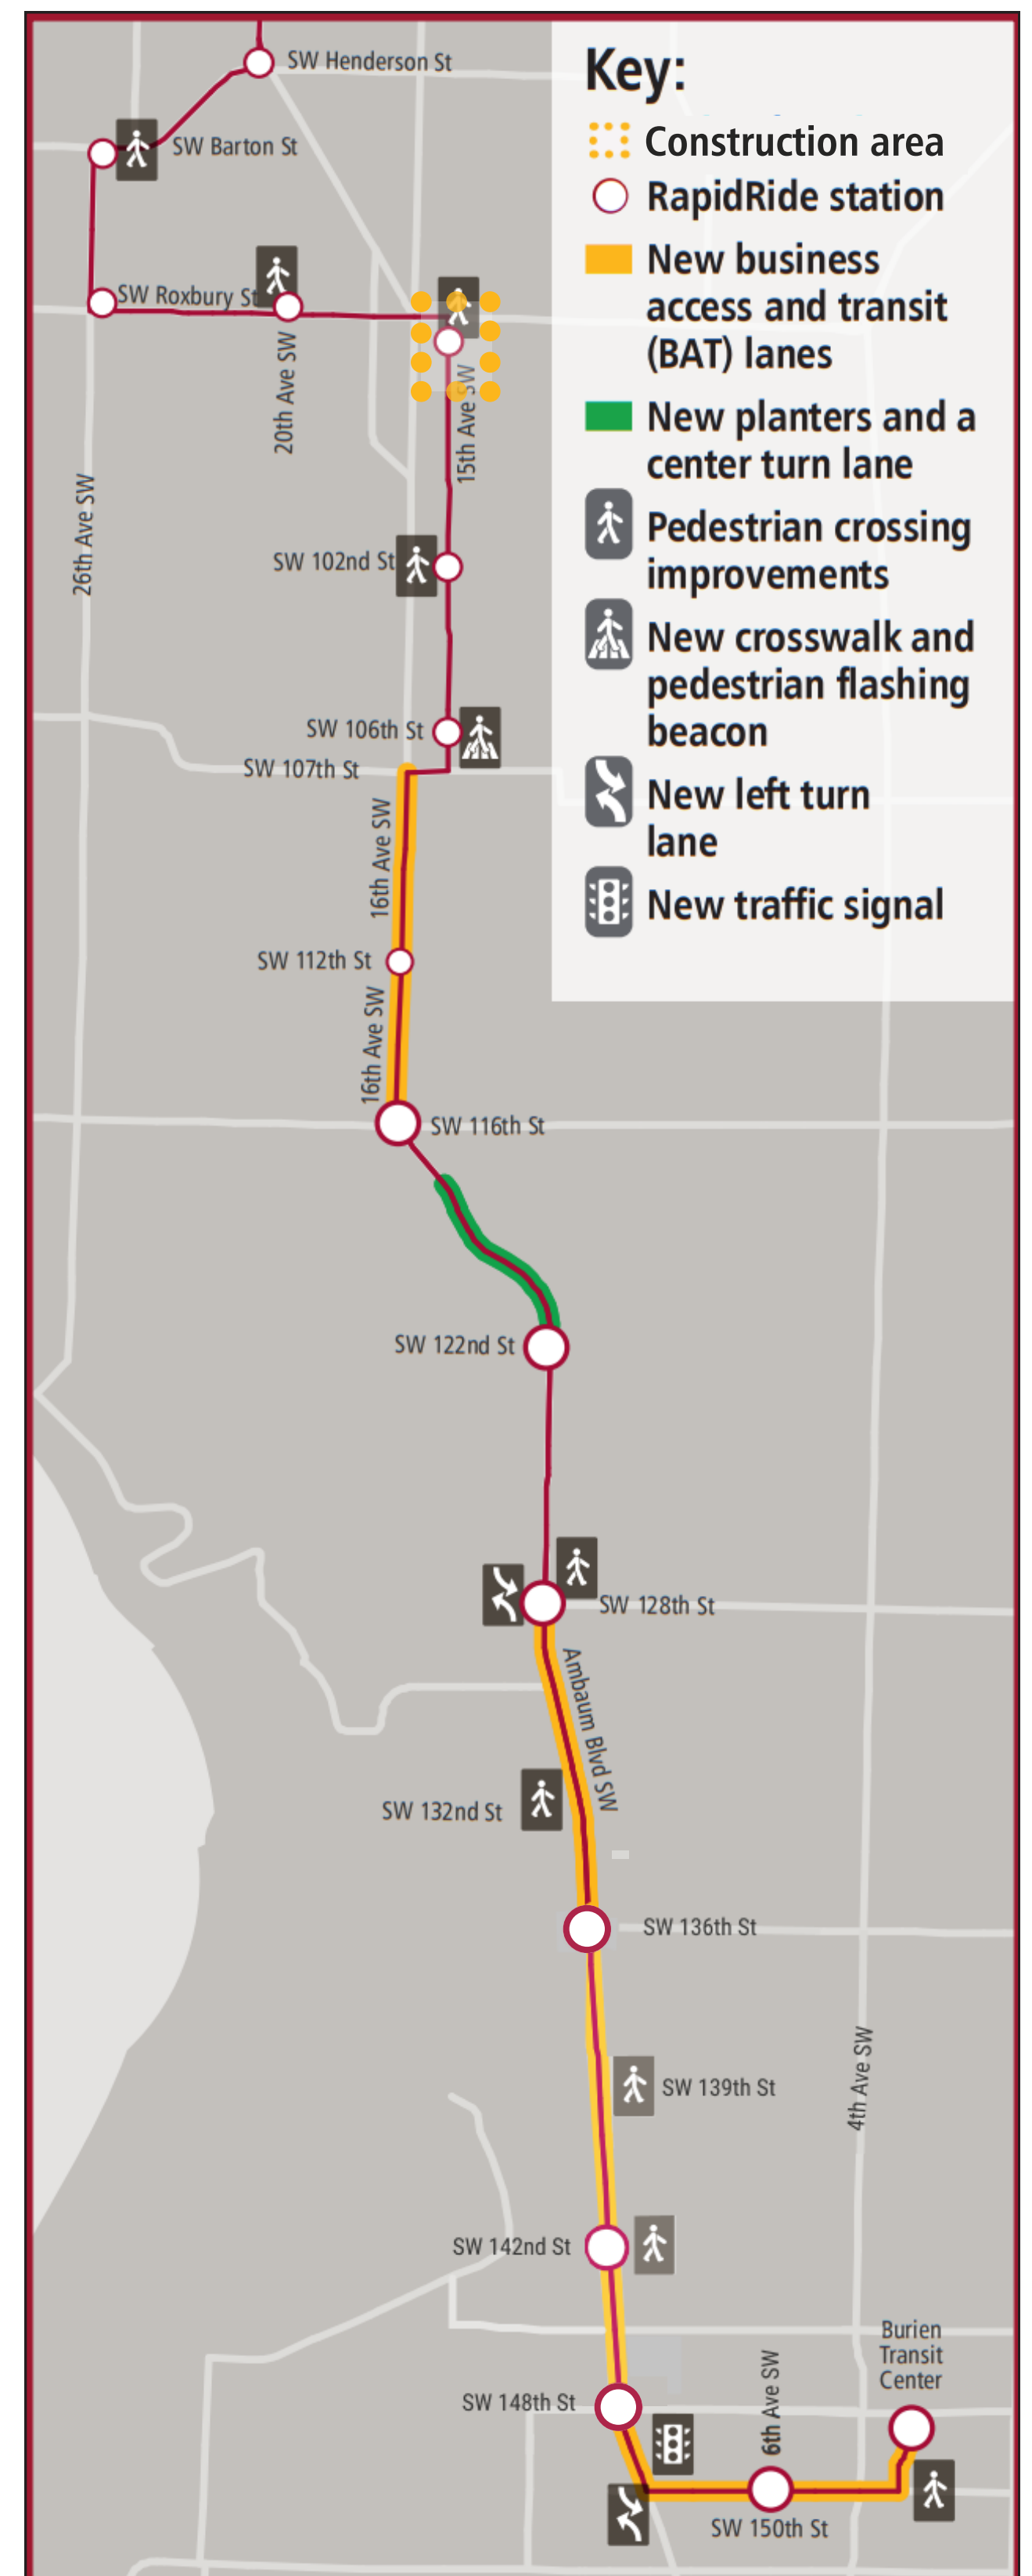 SW Henderson St
SW Barton St
SW Roxbury St
20th Ave SW
15th Ave SW
26th Ave SW
SW 102nd St
SW 106th St
SW 107th St
16th Ave SW
SW 112th St
16th Ave SW
SW 116th St
SW 122nd St
SW 128th St
Ambaum Blvd SW
SW 132nd St
SW 136th St
4th Ave SW
SW 139th St
SW 142nd St
Burien
Transit
Center
6th Ave SW
SW 148th St
SW 150th St
Key:
Construction area
RapidRide station
New business
access and transit
(BAT) lanes
New planters and a
center turn lane
Pedestrian crossing
improvements
New crosswalk and
pedestrian flashing
beacon
New left turn
lane
New traffic signal